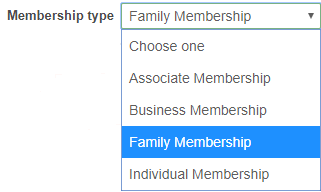 Membership type Family Membership
Choose one
Associate Membership
Business Membership
Family Membership
Individual Membership